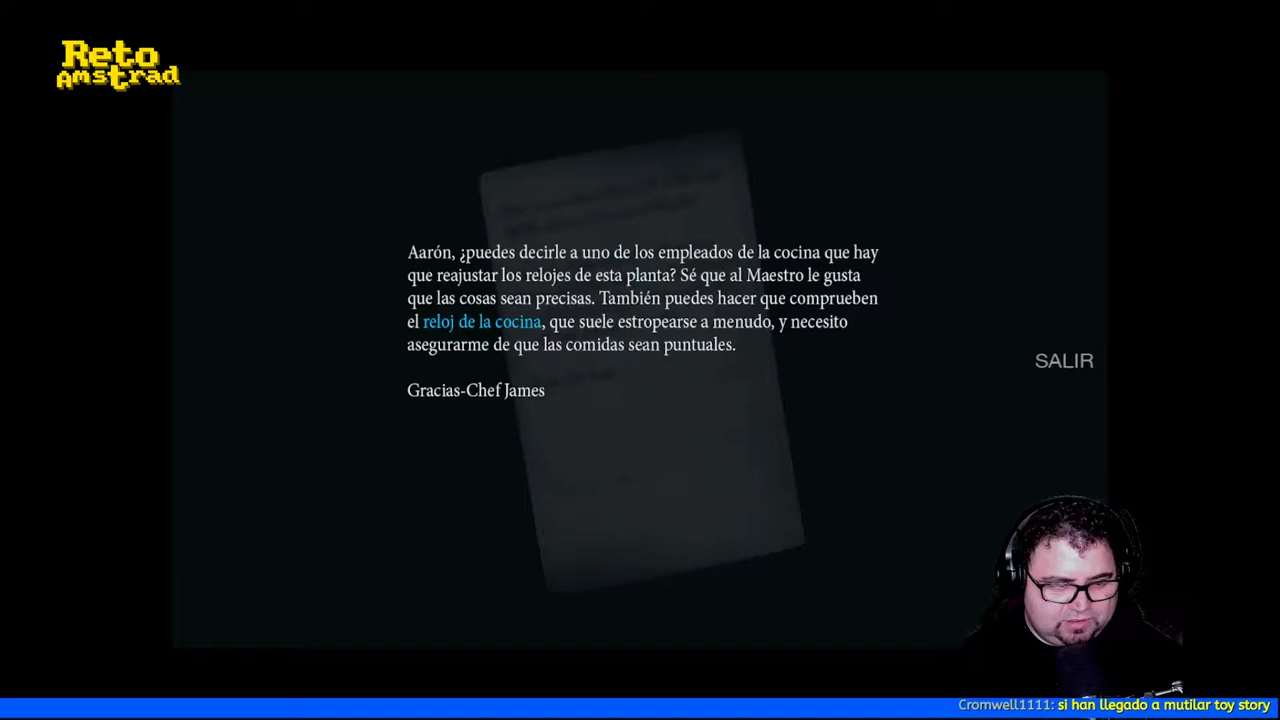 Reto
Amstrad
Aarón, ¿puedes decirle a uno de los empleados de la cocina que hay
que reajustar los relojes de esta planta? Sé que al Maestro le gusta
que las cosas sean precisas. También puedes hacer que comprueben
el reloj de la cocina, que suele estropearse a menudo, y necesito
asegurarme de que las comidas sean puntuales.
Gracias-Chef James
SALIR
Cromwell1111: si han llegado a mutilar toy story